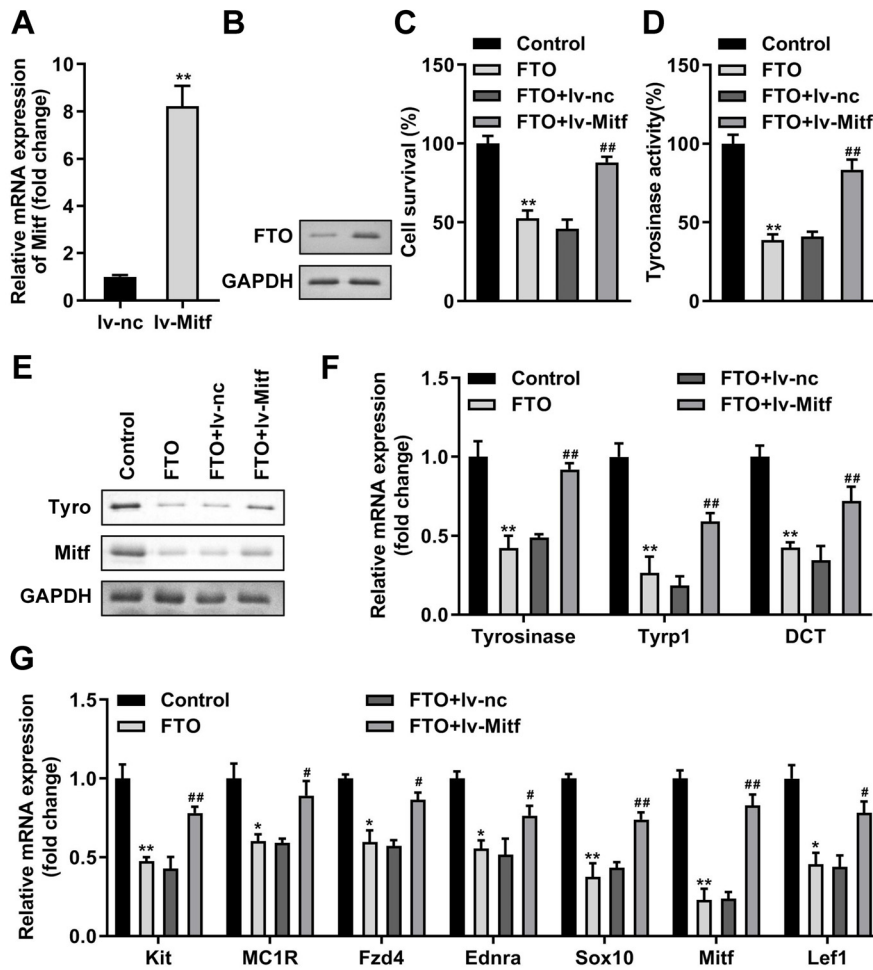 A
Relative mRNA expression
of Mitf (fold change)
10
8
6
4
2
0
**
lv-nc lv-Mitf
B
FTO
GAPDH
C
Control
FTO
FTO+lv-nc
FTO+lv-Mitf
Cell survival (%)
150
100
50
0
**
##
D
Control
FTO
FTO+lv-nc
FTO+lv-Mitf
Tyrosinase activity(%)
150
100
50
0
**
##
E
Control
FTO
FTO+lv-nc
FTO+lv-Mitf
Tyro
Mitf
GAPDH
F
Control
FTO
FTO+lv-nc
FTO+lv-Mitf
Relative mRNA expression
(fold change)
1.5
1.0
0.5
0.0
** ## ** ## ** ##
Tyrosinase Tyrp1 DCT
G
Control
FTO
FTO+lv-nc
FTO+lv-Mitf
Relative mRNA expression
(fold change)
1.5
1.0
0.5
0.0
** ## * # * # * # ** ## ** ## * #
Kit MC1R Fzd4 Ednra Sox10 Mitf Lef1